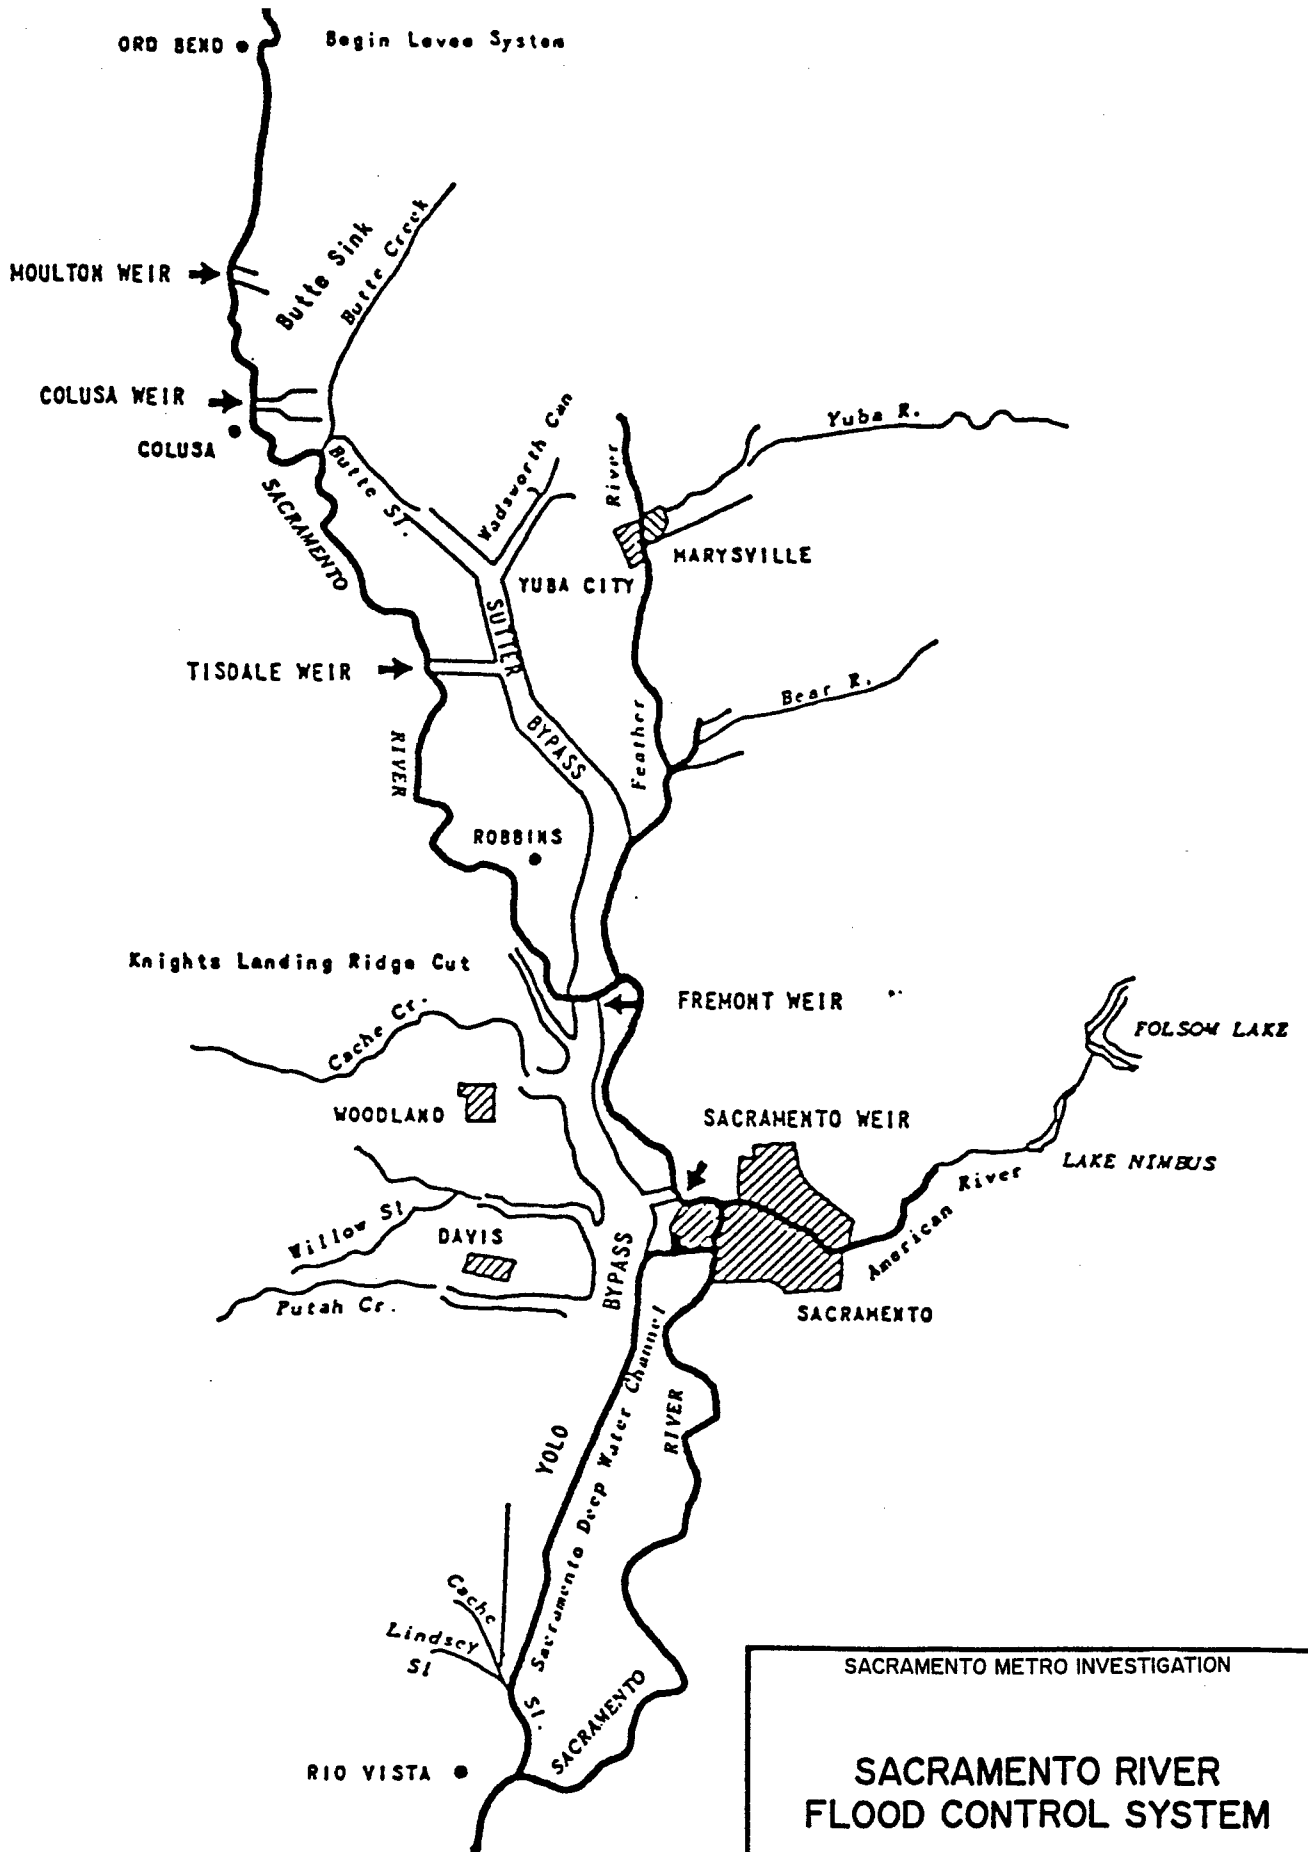 ORD BEND
Begin Levee System
Butte Sink
Butte Creek
MOULTON WEIR
COLUSA WEIR
COLUSA
Wadsworth Can
Yuba R.
Butte Sl.
River
SACRAMENTO
MARYSVILLE
YUBA CITY
SUTTER
TISDALE WEIR
Bear R.
BYPASS
Feather
RIVER
ROBBINS
Knights Landing Ridge Cut
FREMONT WEIR
Cache Cr.
FOLSOM LAKE
WOODLAND
SACRAMENTO WEIR
LAKE NIMBUS
American River
Willow Sl
DAVIS
BYPASS
Putah Cr.
SACRAMENTO
RIVER
YOLO
Sacramento Deep Water Channel
Cache
Lindsey
Sl
Sl.
SACRAMENTO
RIO VISTA
SACRAMENTO METRO INVESTIGATION
SACRAMENTO RIVER
FLOOD CONTROL SYSTEM